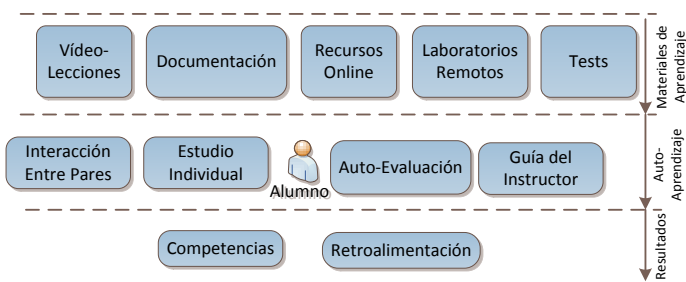 Vídeo-
Lecciones
Documentación
Recursos
Online
Laboratorios
Remotos
Tests
Materiales de
Aprendizaje
Interacción
Entre Pares
Estudio
Individual
Alumno
Auto-Evaluación
Guía del
Instructor
Auto-
Aprendizaje
Competencias
Retroalimentación
Resultados